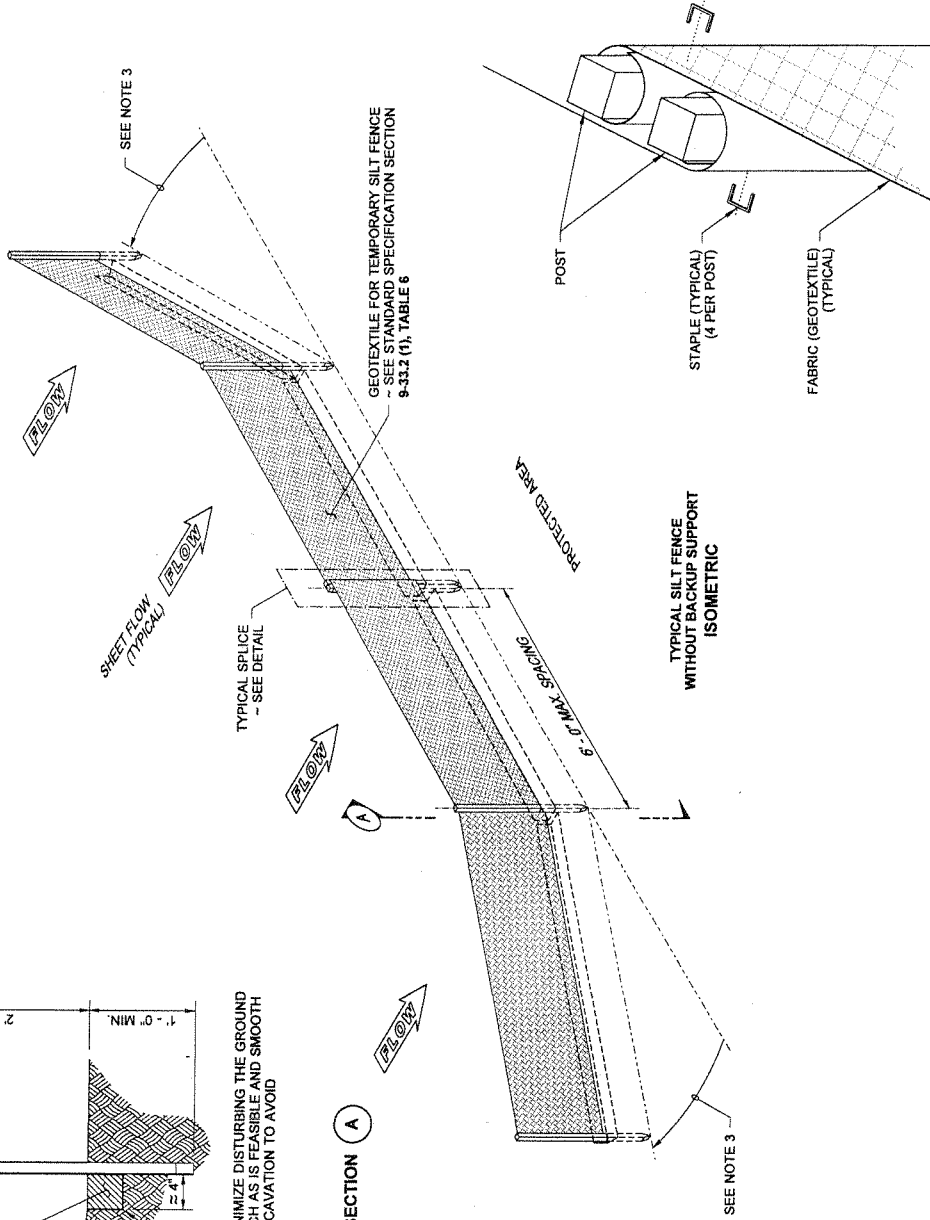 SEE NOTE 3
FLOW
SHEET FLOW
(TYPICAL)
FLOW
GEOTEXTILE FOR TEMPORARY SILT FENCE
~ SEE STANDARD SPECIFICATION SECTION
9-33.2 (1), TABLE 6
TYPICAL SPLICE
~ SEE DETAIL
FLOW
A
6' - 0" MAX. SPACING
PROTECTED AREA
TYPICAL SILT FENCE
WITHOUT BACKUP SUPPORT
ISOMETRIC
FLOW
SEE NOTE 3
POST
STAPLE (TYPICAL)
(4 PER POST)
FABRIC (GEOTEXTILE)
(TYPICAL)
2'
1' - 0" MIN.
≈ 4"
NIMIZE DISTURBING THE GROUND
CH AS IS FEASIBLE AND SMOOTH
CAVATION TO AVOID
SECTION A